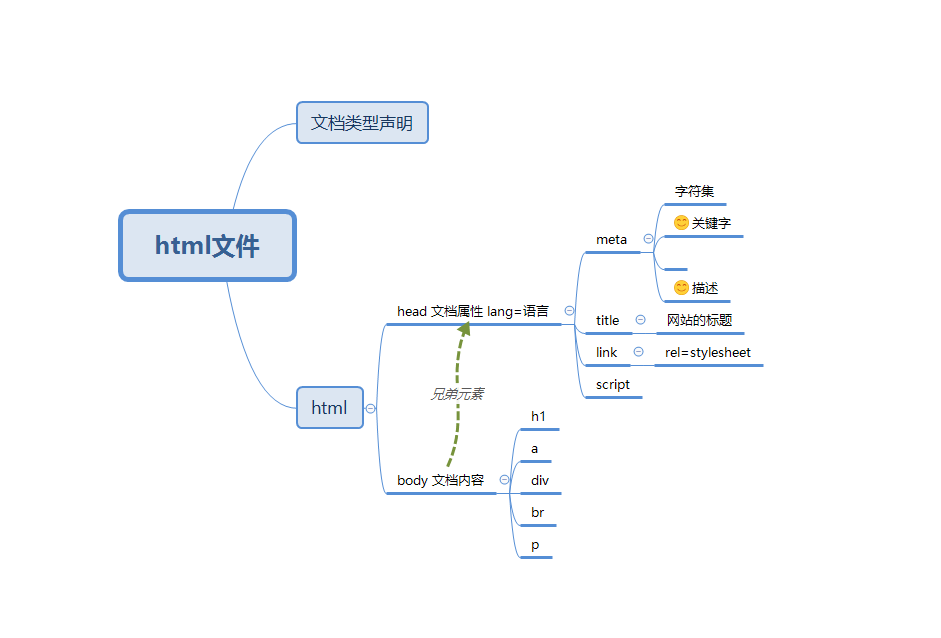 文档类型声明
html文件
html
head 文档属性 lang=语言
meta
字符集
😊关键字
😊描述
title
网站的标题
link
rel=stylesheet
script
兄弟元素
body 文档内容
h1
a
div
br
p